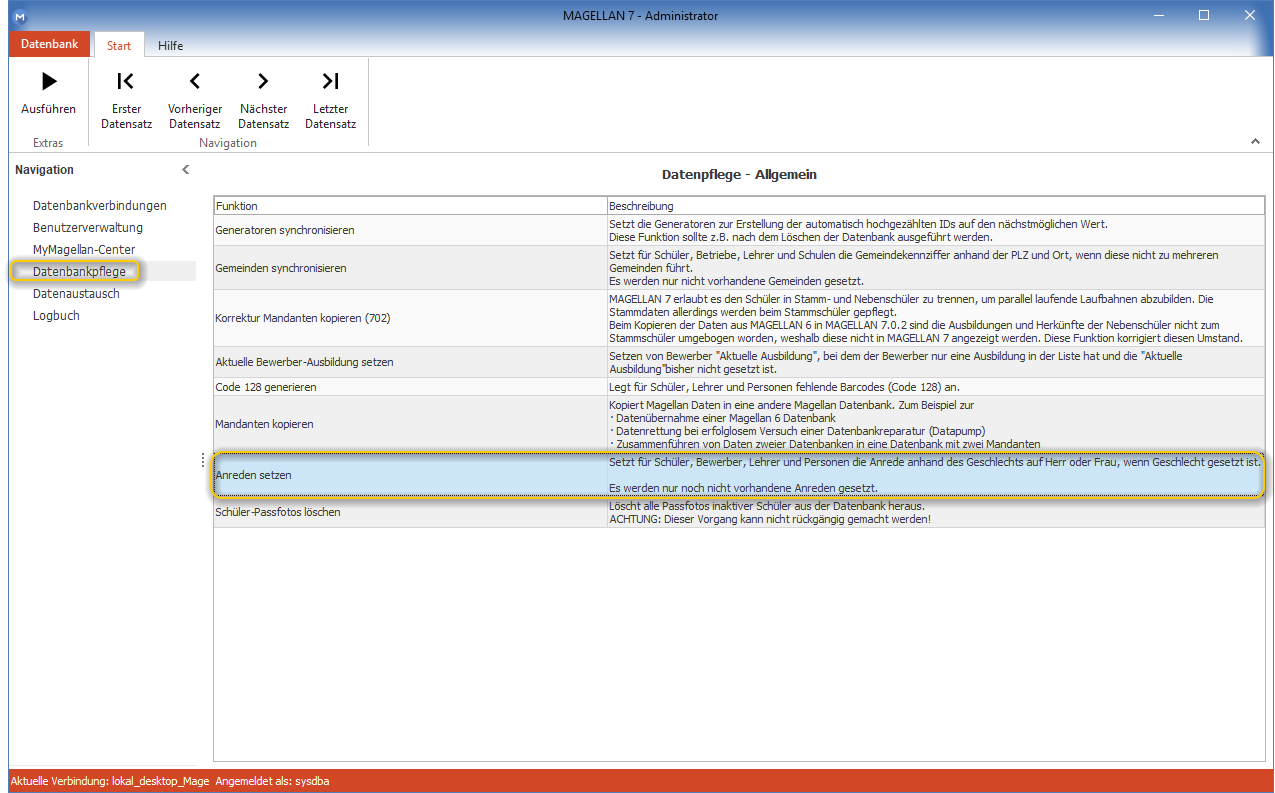 MAGELLAN 7 - Administrator
Datenbank
Start
Hilfe
Ausführen
Erster
Datensatz
Vorheriger
Datensatz
Nächster
Datensatz
Letzter
Datensatz
Extras
Navigation
Navigation
Datenbankverbindungen
Benutzerverwaltung
MyMagellan-Center
Datenbankpflege
Datenaustausch
Logbuch
Datenpflege - Allgemein
Funktion
Beschreibung
Generatoren synchronisieren
Setzt die Generatoren zur Erstellung der automatisch hochgezählten IDs auf den nächstmöglichen Wert.
Diese Funktion sollte z.B. nach dem Löschen der Datenbank ausgeführt werden.
Gemeinden synchronisieren
Setzt für Schüler, Betriebe, Lehrer und Schulen die Gemeindekennziffer anhand der PLZ und Ort, wenn diese nicht zu mehreren
Gemeinden führt.
Es werden nur nicht vorhandene Gemeinden gesetzt.
Korrektur Mandanten kopieren (702)
MAGELLAN 7 erlaubt es den Schüler in Stamm- und Nebenschüler zu trennen, um parallel laufende Laufbahnen abzubilden. Die
Stammdaten allerdings werden beim Stammschüler gepflegt.
Beim Kopieren der Daten aus MAGELLAN 6 in MAGELLAN 7.0.2 sind die Ausbildungen und Herkünfte der Nebenschüler nicht zum
Stammschüler umgebogen worden, weshalb diese nicht in MAGELLAN 7 angezeigt werden. Diese Funktion korrigiert diesen Umstand.
Aktuelle Bewerber-Ausbildung setzen
Setzen von Bewerber "Aktuelle Ausbildung", bei dem der Bewerber nur eine Ausbildung in der Liste hat und die "Aktuelle
Ausbildung"bisher nicht gesetzt ist.
Code 128 generieren
Legt für Schüler, Lehrer und Personen fehlende Barcodes (Code 128) an.
Mandanten kopieren
Kopiert Magellan Daten in eine andere Magellan Datenbank. Zum Beispiel zur
· Datenübernahme einer Magellan 6 Datenbank
· Datenrettung bei erfolglosem Versuch einer Datenbankreparatur (Datapump)
· Zusammenführen von Daten zweier Datenbanken in eine Datenbank mit zwei Mandanten
Anreden setzen
Setzt für Schüler, Bewerber, Lehrer und Personen die Anrede anhand des Geschlechts auf Herr oder Frau, wenn Geschlecht gesetzt ist.
Es werden nur noch nicht vorhandene Anreden gesetzt.
Schüler-Passfotos löschen
Löscht alle Passfotos inaktiver Schüler aus der Datenbank heraus.
ACHTUNG: Dieser Vorgang kann nicht rückgängig gemacht werden!
Aktuelle Verbindung: lokal_desktop_Mage Angemeldet als: sysdba